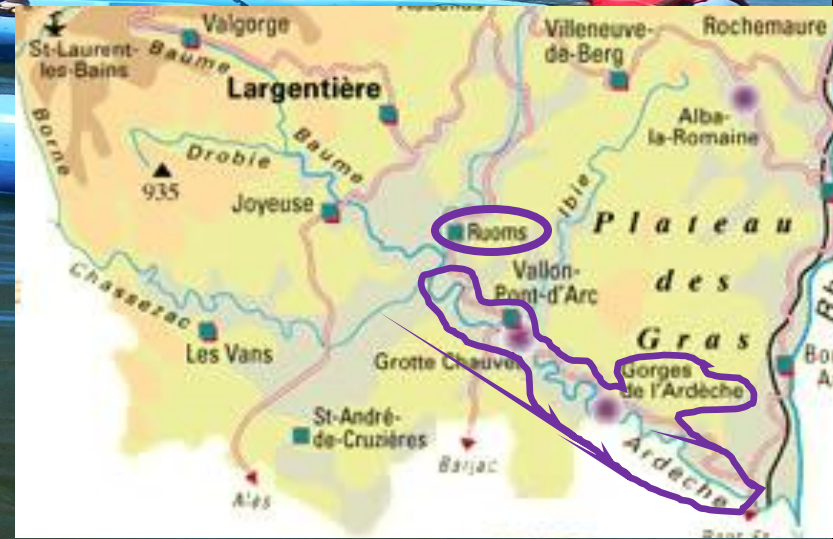 Valgorge
St-Laurent-
les-Bains
Baume
Villeneuve-
de-Berg
Rochemaure
Largentière
Alba-
la-Romaine
Borne
Drobie
Baume
935
Joyeuse
Ibie
Ruoms
Plateau
des
Gras
Vallon-
Pont-d'Arc
Chassezac
Les Vans
Grotte Chauvet
Gorges
de l'Ardèche
St-André-
de-Cruzières
Barjac
Ardèche
Alès